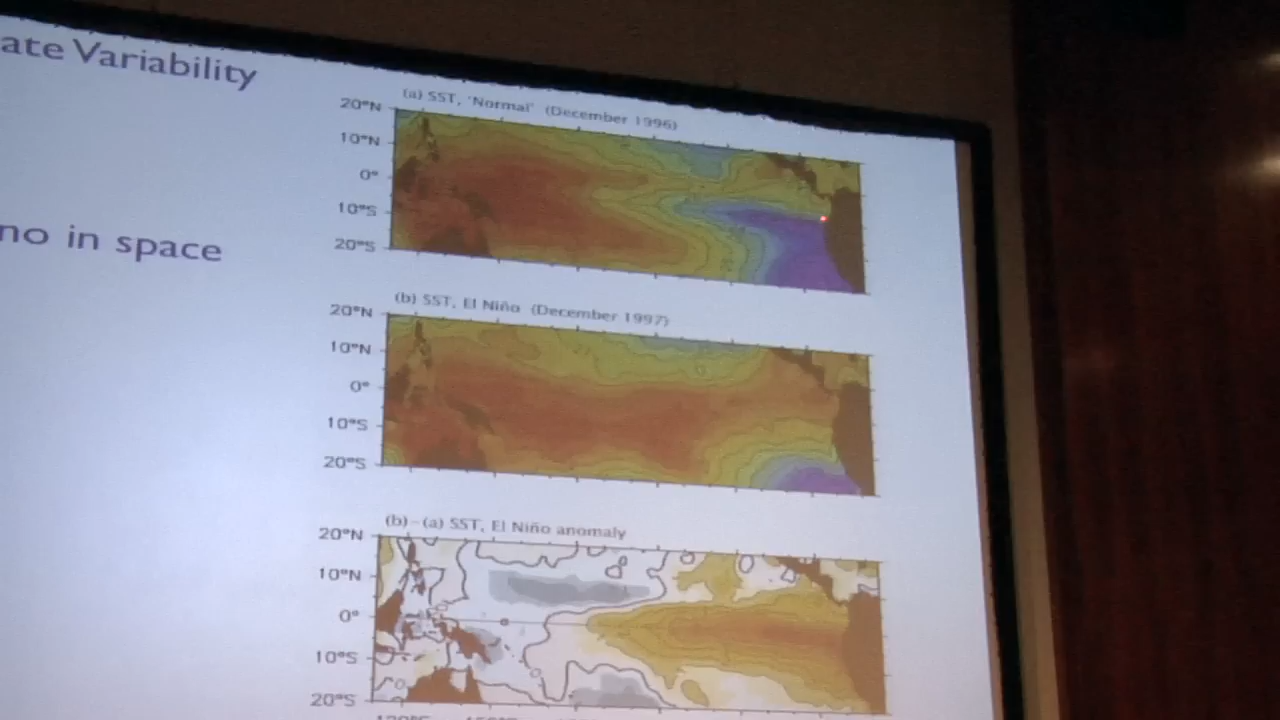 ate Variability
no in space
(a) SST, 'Normal' (December 1996)
20°N
10°N
0°
10°S
20°S
(b) SST, El Niño (December 1997)
20°N
10°N
0°
10°S
20°S
(b)-(a) SST, El Niño anomaly
20°N
10°N
0°
10°S
20°S